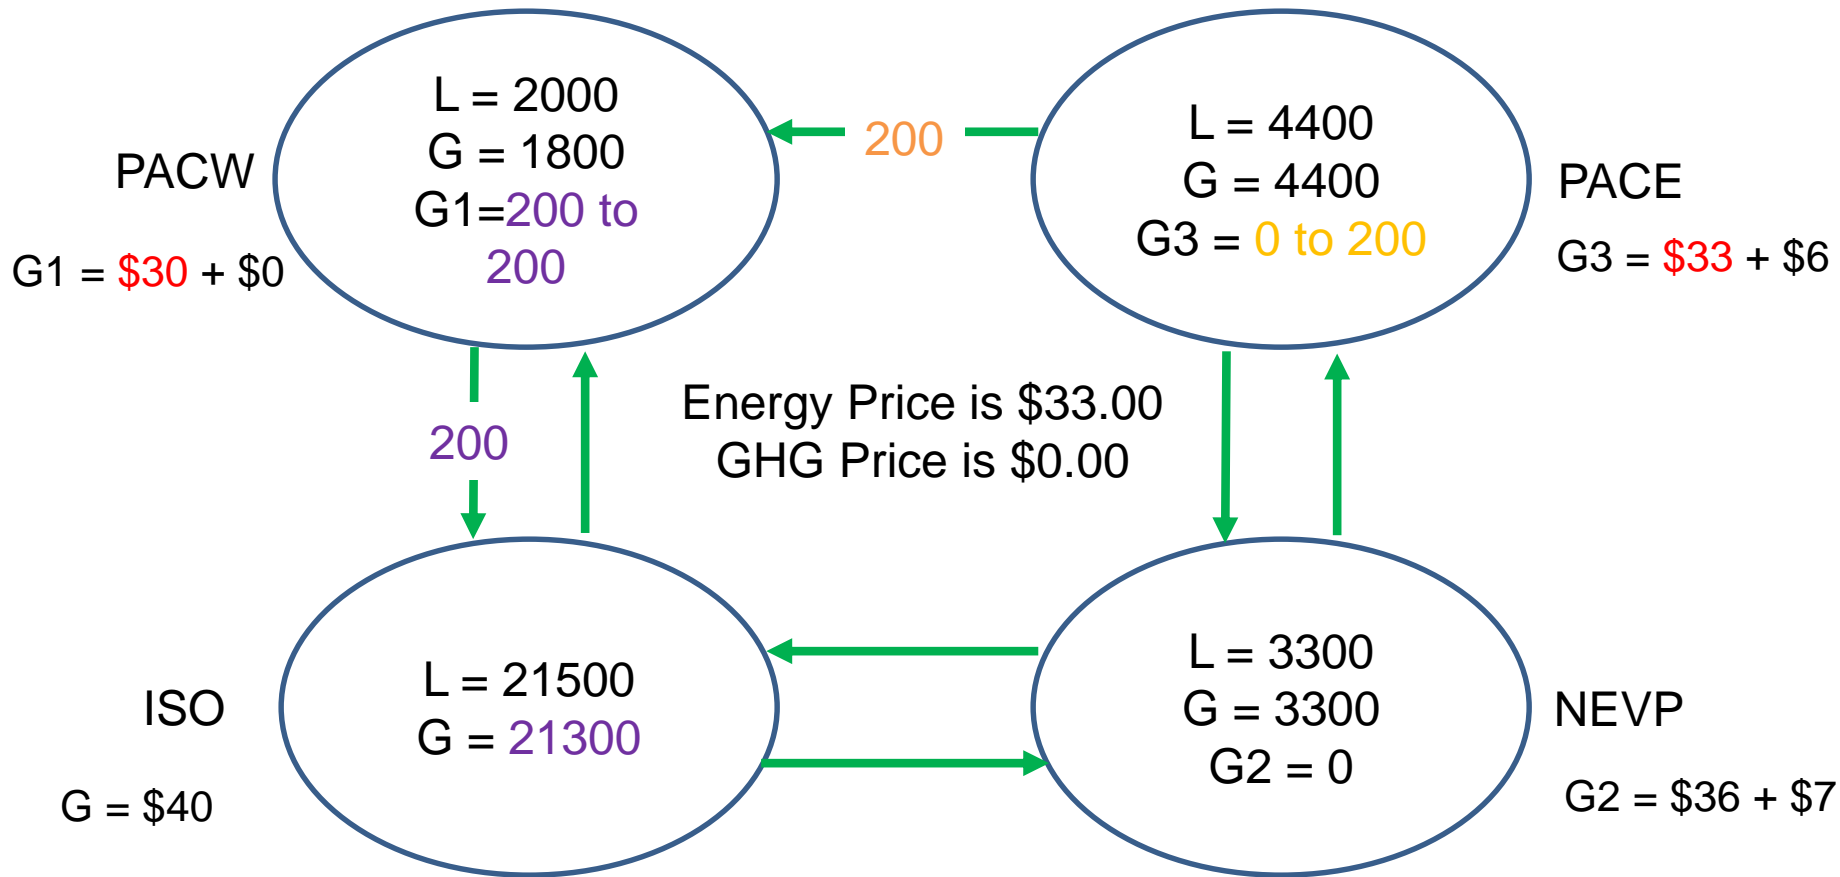 PACW
L = 2000
G = 1800
G1=200 to
200
G1 = $30 + $0
200
L = 4400
G = 4400
G3 = 0 to 200
PACE
G3 = $33 + $6
200
Energy Price is $33.00
GHG Price is $0.00
ISO
L = 21500
G = 21300
G = $40
L = 3300
G = 3300
G2 = 0
NEVP
G2 = $36 + $7